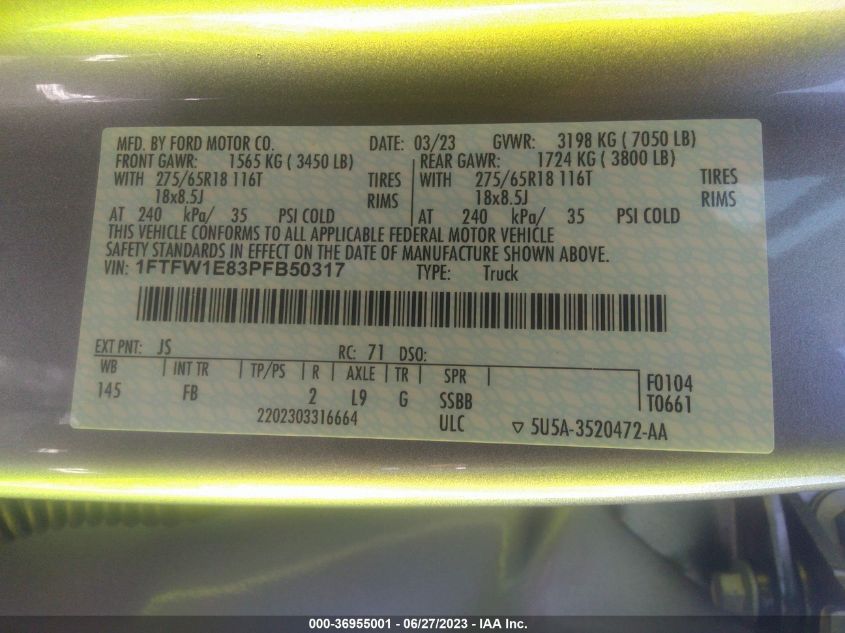 MFD. BY FORD MOTOR CO. DATE: 03/23 GVWR: 3198 KG ( 7050 LB)
FRONT GAWR: 1565 KG ( 3450 LB) REAR GAWR: 1724 KG ( 3800 LB)
WITH 275/65R18 116T TIRES WITH 275/65R18 116T TIRES
18x8.5J RIMS 18x8.5J RIMS
AT 240 kPa/ 35 PSI COLD AT 240 kPa/ 35 PSI COLD
THIS VEHICLE CONFORMS TO ALL APPLICABLE FEDERAL MOTOR VEHICLE
SAFETY STANDARDS IN EFFECT ON THE DATE OF MANUFACTURE SHOWN ABOVE.
VIN: 1FTFW1E83PFB50317 TYPE: Truck
EXT PNT: JS RC: 71 DSO:
WB INT TR TP/PS R AXLE TR SPR F0104
145 FB 2 L9 G SSBB T0661
2202303316664 ULC ▽ 5U5A-3520472-AA
000-36955001 - 06/27/2023 - IAA Inc.